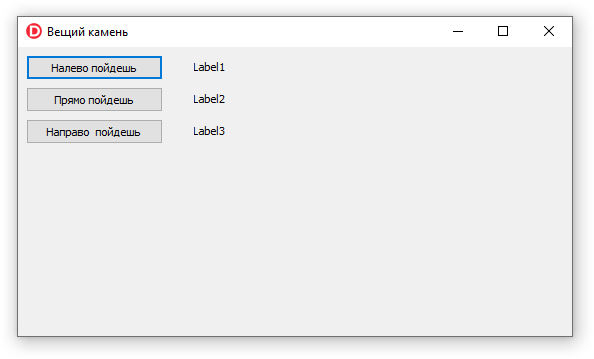 Вещий камень
Налево пойдешь Label1
Прямо пойдешь Label2
Направо  пойдешь Label3